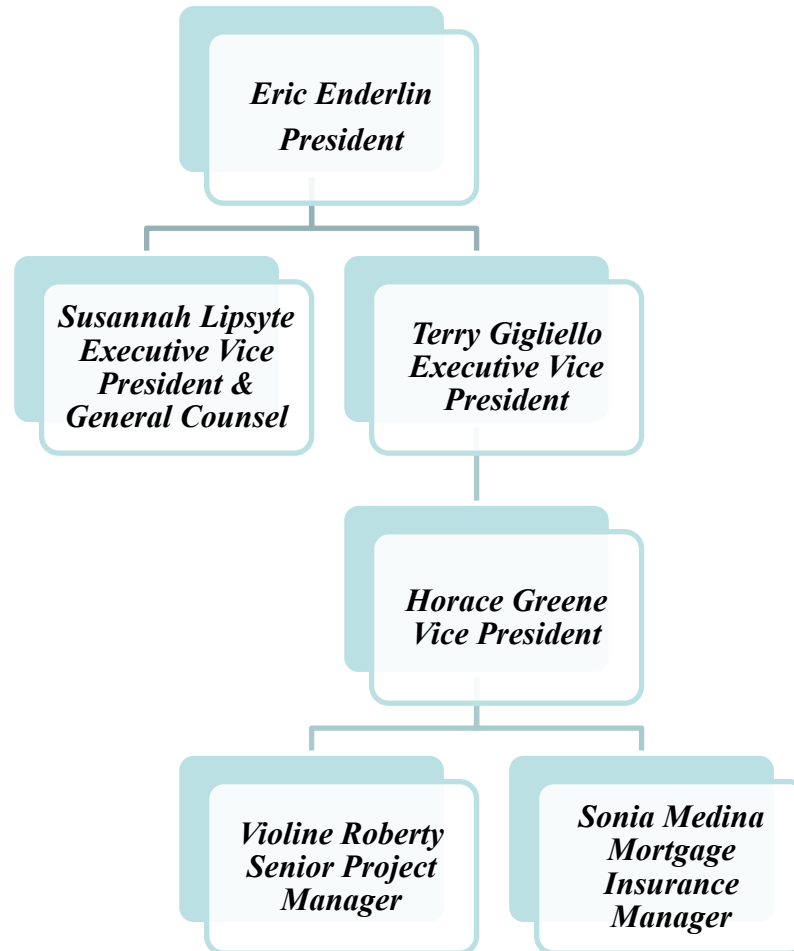 Eric Enderlin
President
Susannah Lipsyte
Executive Vice
President &
General Counsel
Terry Gigliello
Executive Vice
President
Horace Greene
Vice President
Violine Roberty
Senior Project
Manager
Sonia Medina
Mortgage
Insurance
Manager